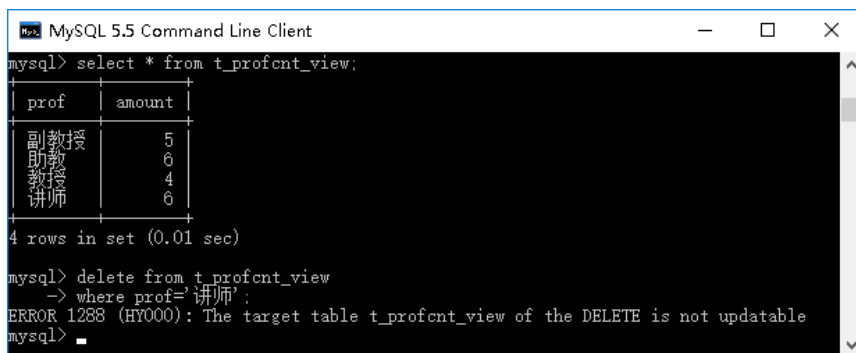 MySQL 5.5 Command Line Client
mysql> select * from t_profcnt_view;
+--------+--------+
| prof | amount |
+--------+--------+
| 副教授 | 5 |
| 助教 | 6 |
| 教授 | 4 |
| 讲师 | 6 |
+--------+--------+
4 rows in set (0.01 sec)
mysql> delete from t_profcnt_view
-> where prof='讲师';
ERROR 1288 (HY000): The target table t_profcnt_view of the DELETE is not updatable
mysql>